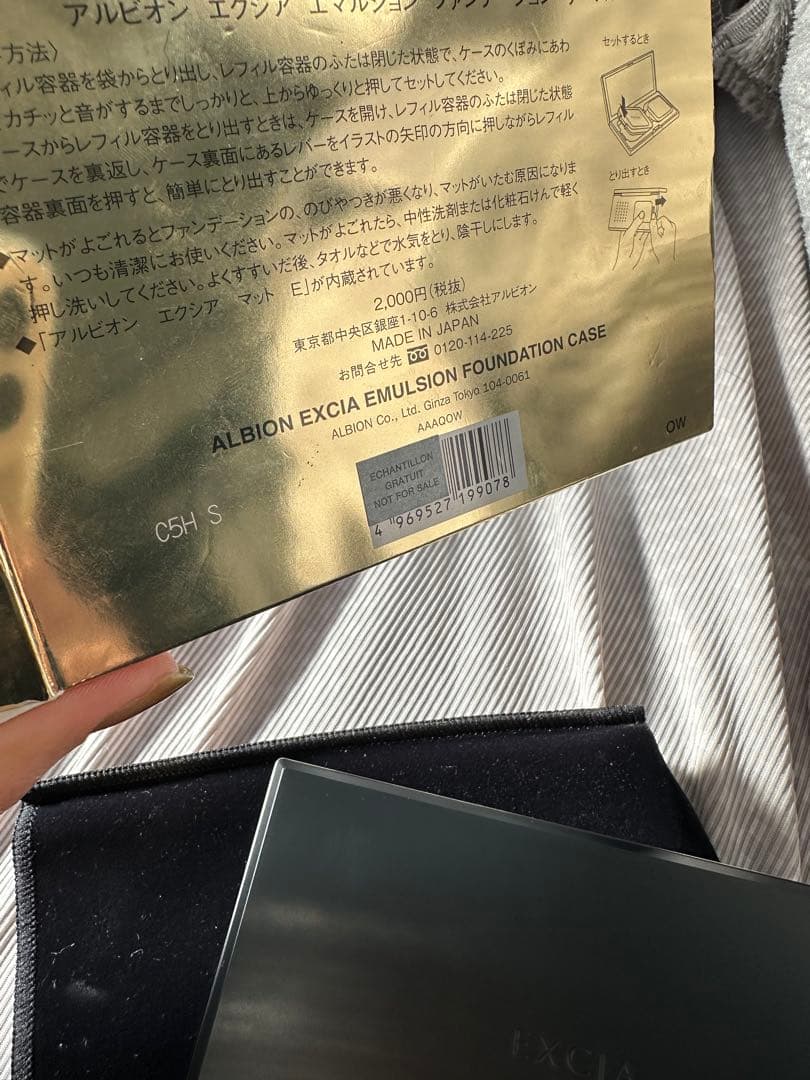 アルビオン エクシア エマルジョン ファンデーション ケース
方法〉
ィル容器を袋からとり出し、レフィル容器のふたは閉じた状態で、ケースのくぼみにあわ
カチッと音がするまでしっかりと、上からゆっくりと押してセットしてください。
ースからレフィル容器をとり出すときは、ケースを開け、レフィル容器のふたは閉じた状態
でケースを裏返し、ケース裏面にあるレバーをイラストの矢印の方向に押しながらレフィル
容器裏面を押すと、簡単にとり出すことができます。
セットするとき
とり出すとき
◆マットがよごれるとファンデーションの、のびやつきが悪くなり、マットがいたむ原因になりま
す。いつも清潔にお使いください。マットがよごれたら、中性洗剤または化粧石けんで軽く
押し洗いしてください。よくすすいだ後、タオルなどで水気をとり、陰干しにします。
◆「アルビオン エクシア マット E」が内蔵されています。
2,000円(税抜)
東京都中央区銀座1-10-6 株式会社アルビオン
MADE IN JAPAN
お問合せ先 0120-114-225
ALBION EXCIA EMULSION FOUNDATION CASE
ALBION Co., Ltd. Ginza Tokyo 104-0061
AAAQOW
OW
ECHANTILLON
GRATUIT
NOT FOR SALE
4 969527 199078
C5H S
EXCIA